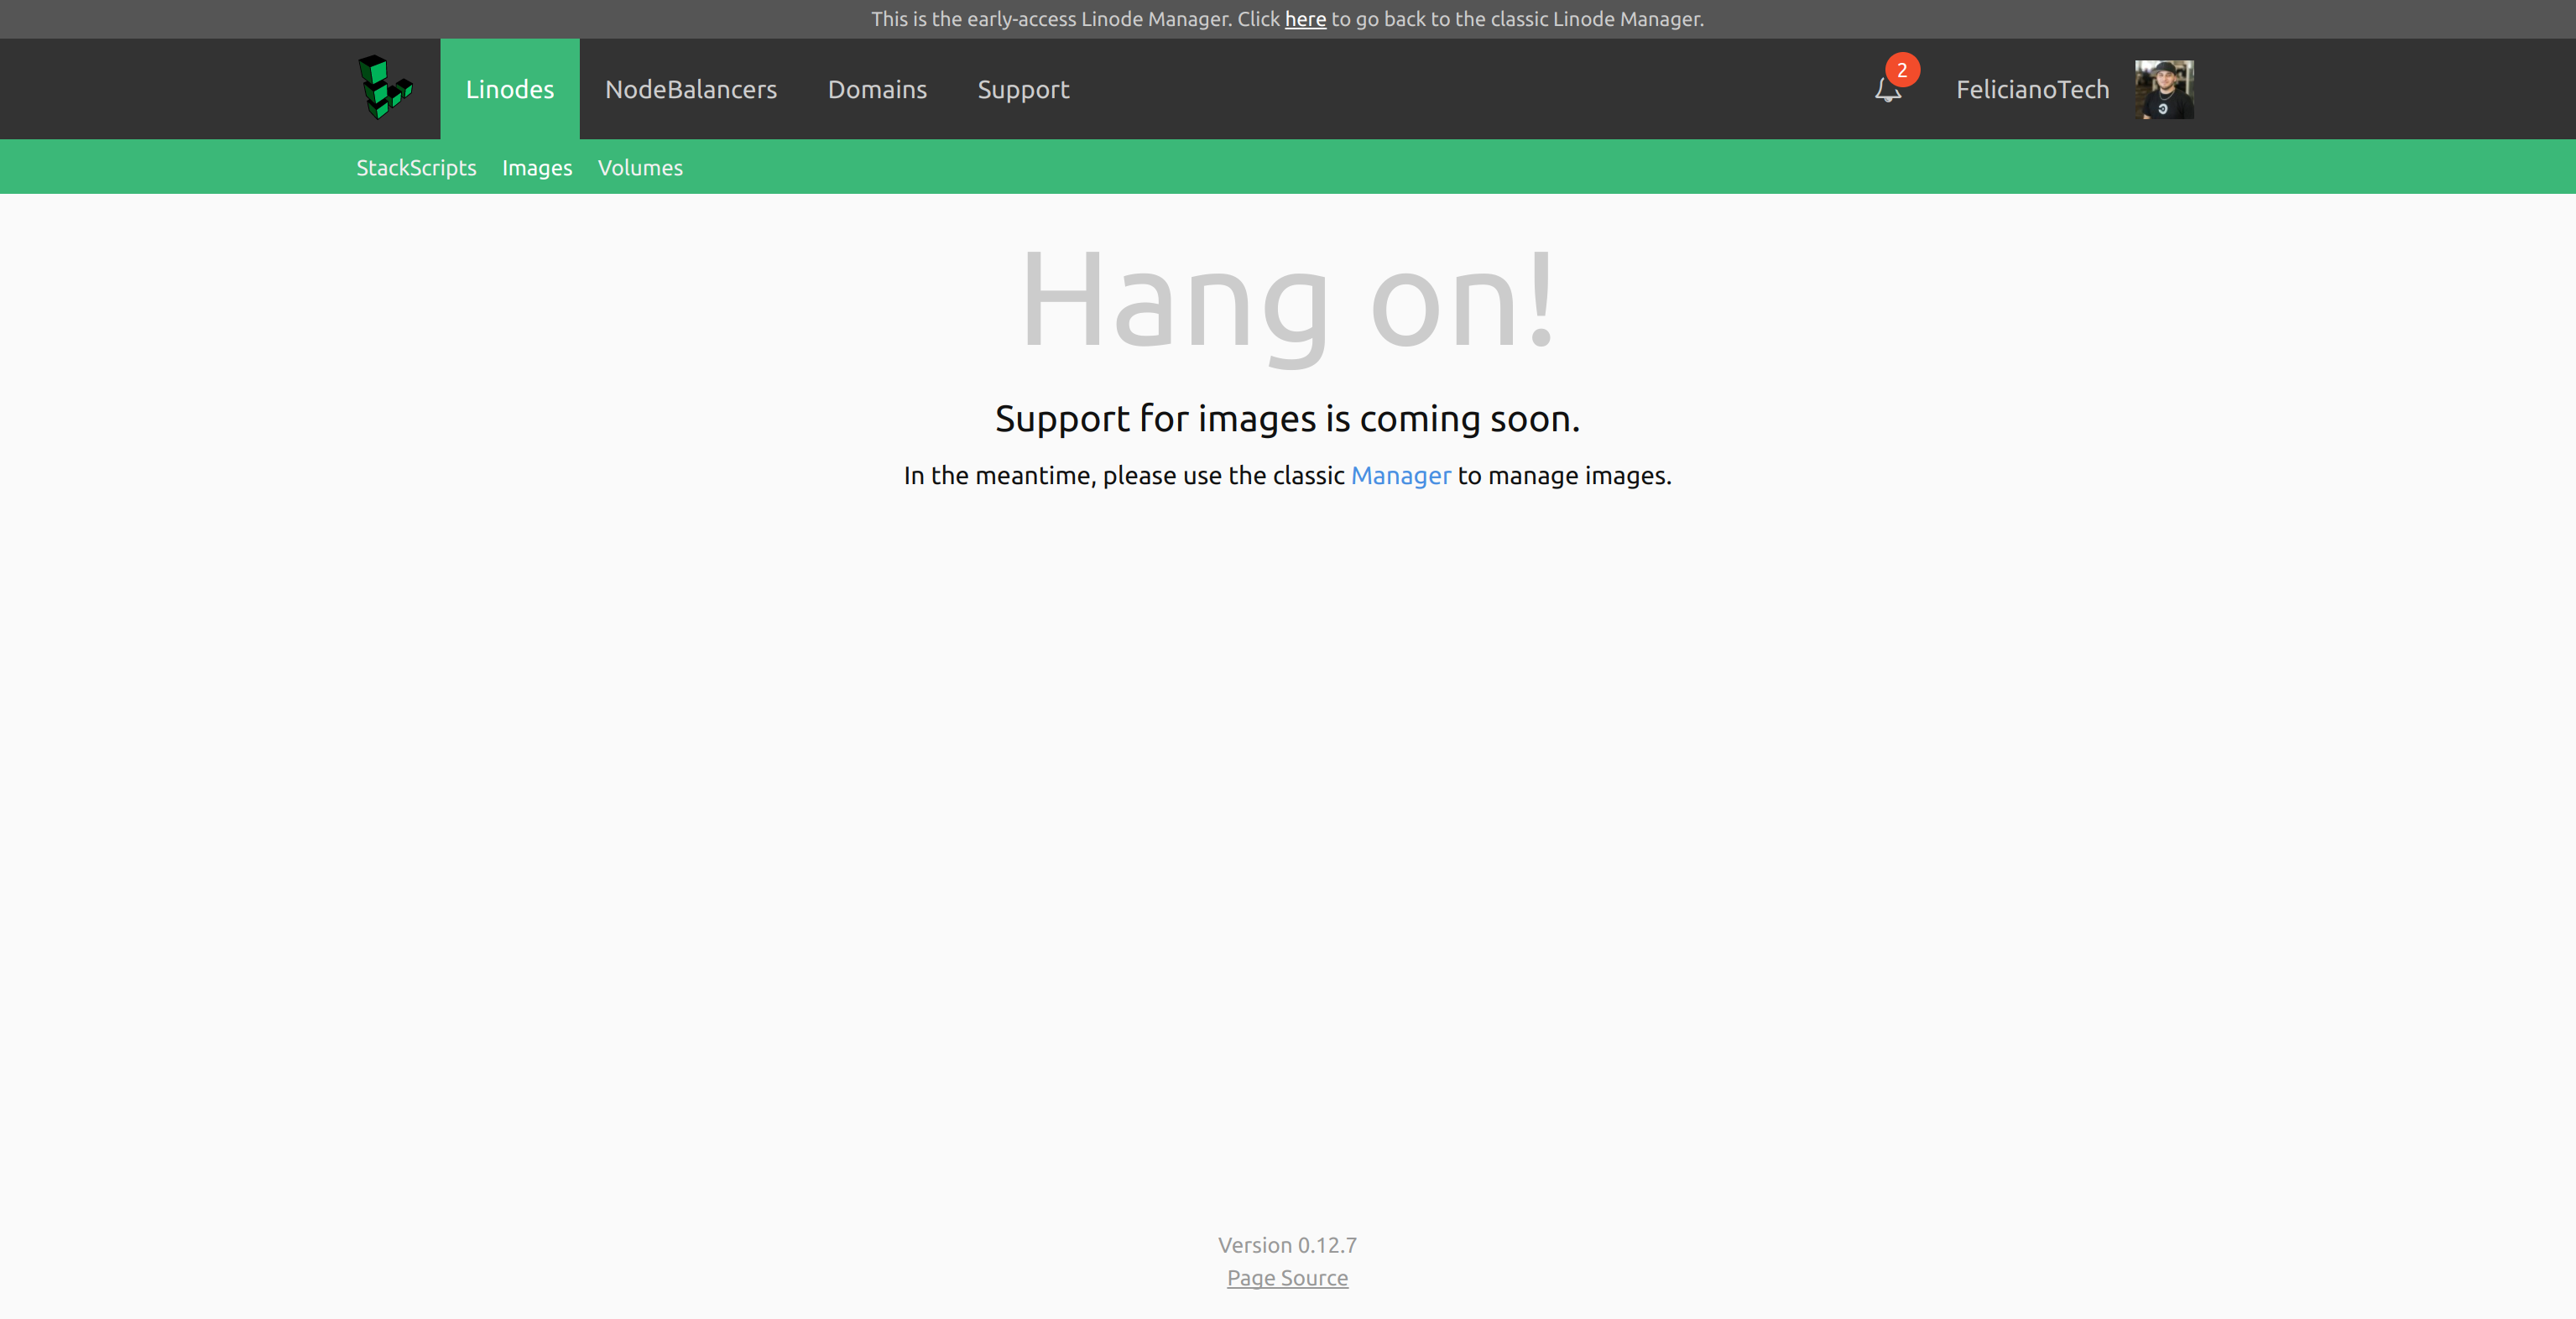 This is the early-access Linode Manager. Click here to go back to the classic Linode Manager.
Linodes NodeBalancers Domains Support 2 FelicianoTech
StackScripts Images Volumes
Hang on!
Support for images is coming soon.
In the meantime, please use the classic Manager to manage images.
Version 0.12.7
Page Source